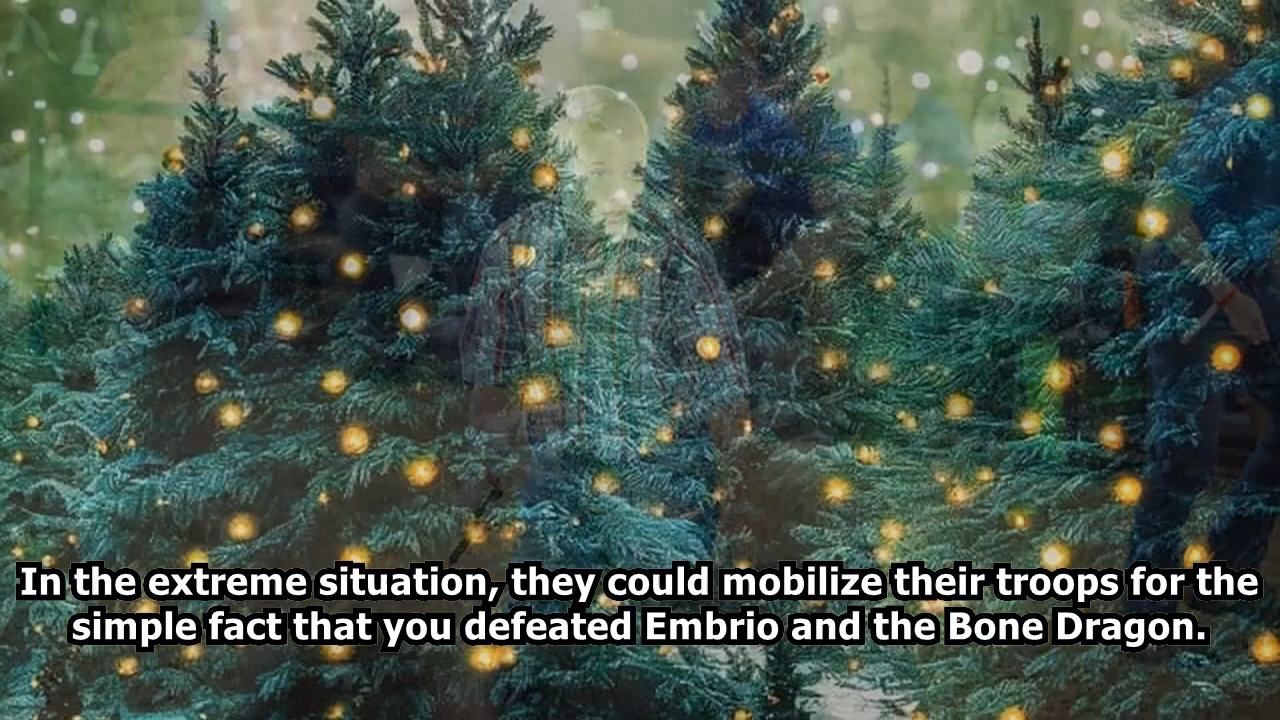 In the extreme situation, they could mobilize their troops for the
simple fact that you defeated Embrio and the Bone Dragon.